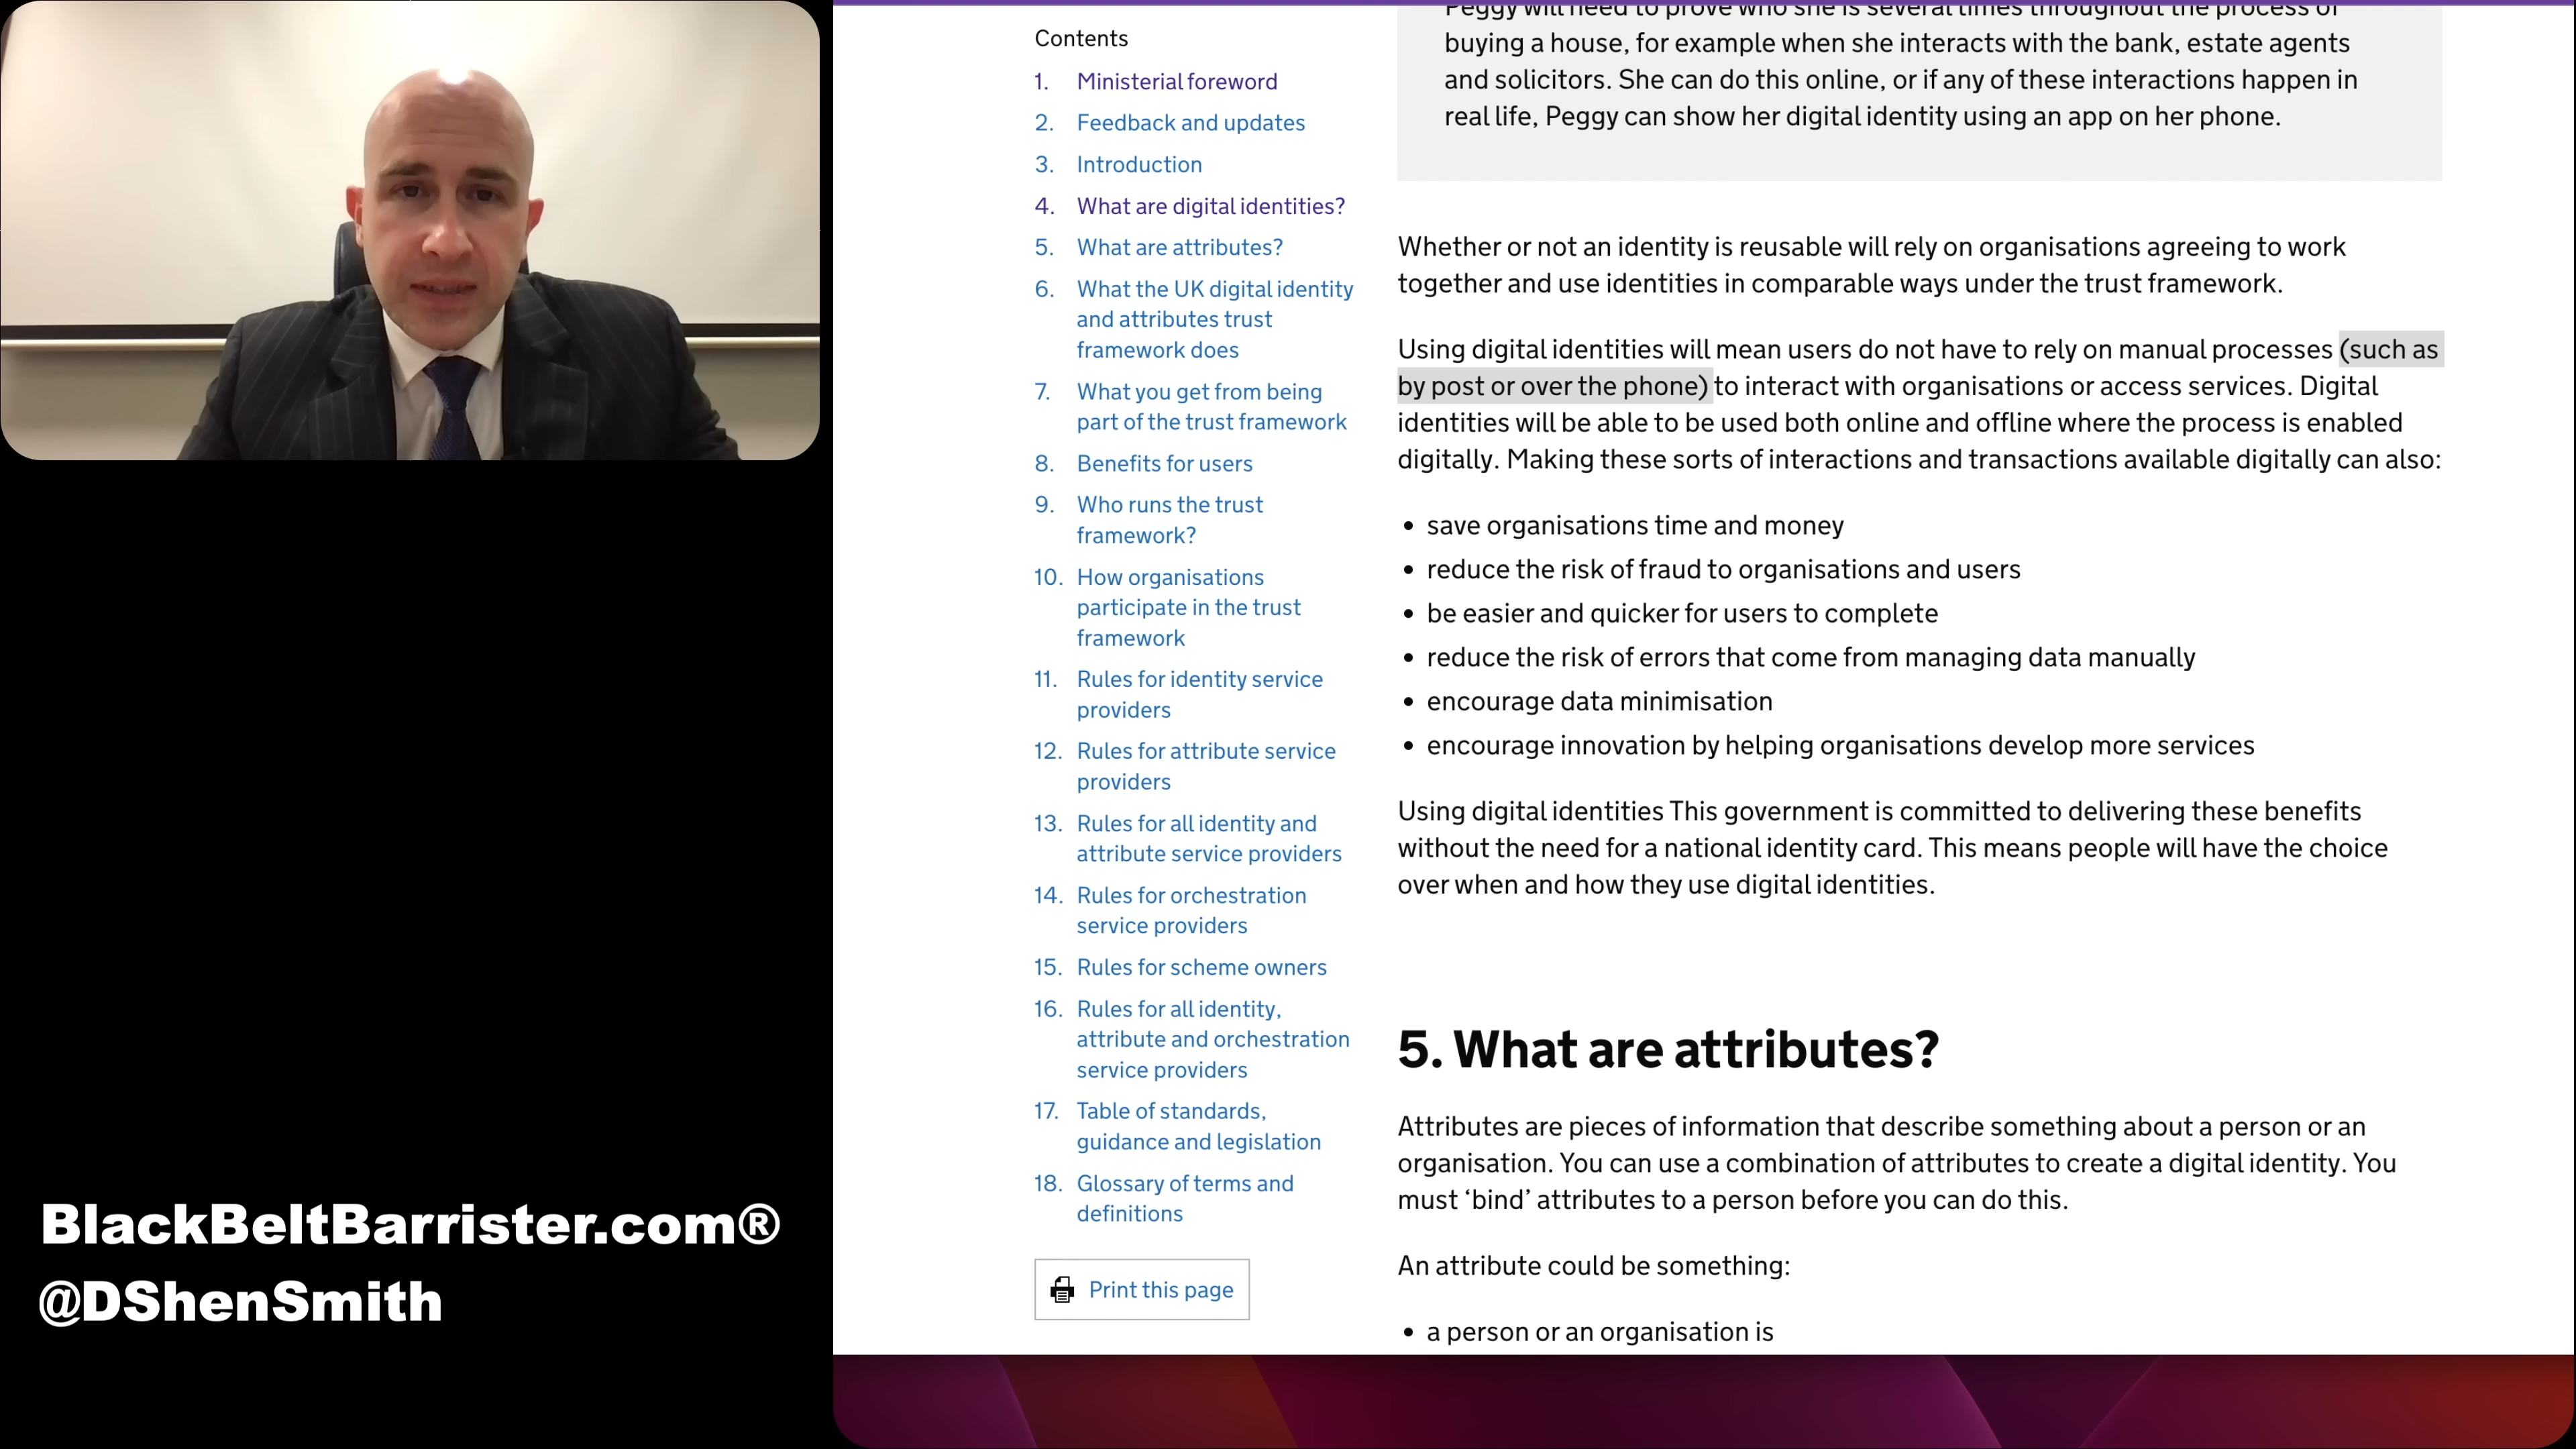 Contents
1. Ministerial foreword
2. Feedback and updates
3. Introduction
4. What are digital identities?
5. What are attributes?
6. What the UK digital identity
and attributes trust
framework does
7. What you get from being
part of the trust framework
8. Benefits for users
9. Who runs the trust
framework?
10. How organisations
participate in the trust
framework
11. Rules for identity service
providers
12. Rules for attribute service
providers
13. Rules for all identity and
attribute service providers
14. Rules for orchestration
service providers
15. Rules for scheme owners
16. Rules for all identity,
attribute and orchestration
service providers
17. Table of standards,
guidance and legislation
18. Glossary of terms and
definitions
Print this page
Peggy will need to prove who she is several times throughout the process of
buying a house, for example when she interacts with the bank, estate agents
and solicitors. She can do this online, or if any of these interactions happen in
real life, Peggy can show her digital identity using an app on her phone.
Whether or not an identity is reusable will rely on organisations agreeing to work
together and use identities in comparable ways under the trust framework.
Using digital identities will mean users do not have to rely on manual processes (such as
by post or over the phone) to interact with organisations or access services. Digital
identities will be able to be used both online and offline where the process is enabled
digitally. Making these sorts of interactions and transactions available digitally can also:
• save organisations time and money
• reduce the risk of fraud to organisations and users
• be easier and quicker for users to complete
• reduce the risk of errors that come from managing data manually
• encourage data minimisation
• encourage innovation by helping organisations develop more services
Using digital identities This government is committed to delivering these benefits
without the need for a national identity card. This means people will have the choice
over when and how they use digital identities.
5. What are attributes?
Attributes are pieces of information that describe something about a person or an
organisation. You can use a combination of attributes to create a digital identity. You
must ‘bind’ attributes to a person before you can do this.
An attribute could be something:
• a person or an organisation is
BlackBeltBarrister.com®
@DShenSmith